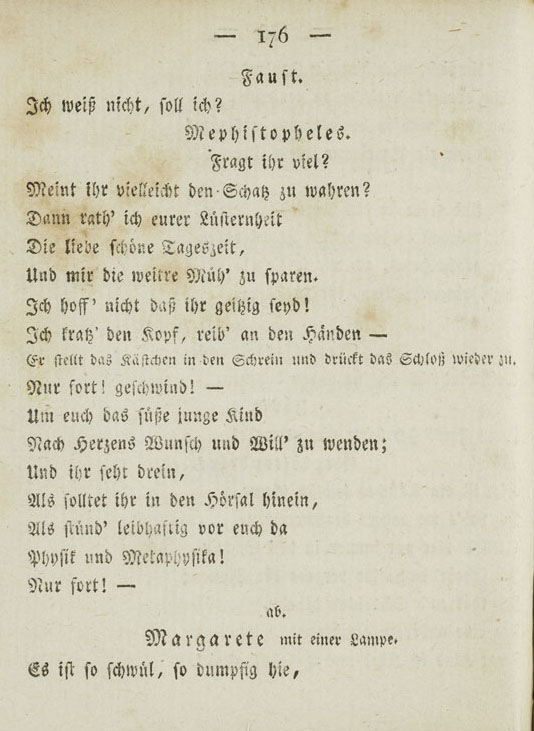 — 176 —
Faust.
Ich weiß nicht, soll ich?
Mephistopheles.
Fragt ihr viel?
Meint ihr vielleicht den Schatz zu wahren?
Dann rath' ich eurer Lüsternheit
Die liebe schöne Tageszeit,
Und mir die weitre Müh' zu sparen.
Ich hoff' nicht daß ihr geitzig seyd!
Ich kratz' den Kopf, reib' an den Händen —
Er stellt das Kästchen in den Schrein und drückt das Schloß wieder zu.
Nur fort! geschwind! —
Um euch das süße junge Kind
Nach Herzens Wunsch und Will' zu wenden;
Und ihr seht drein,
Als solltet ihr in den Hörsal hinein,
Als stünd' leibhaftig vor euch da
Physik und Metaphysika!
Nur fort! —
ab.
Margarete mit einer Lampe.
Es ist so schwül, so dumpfig hie,